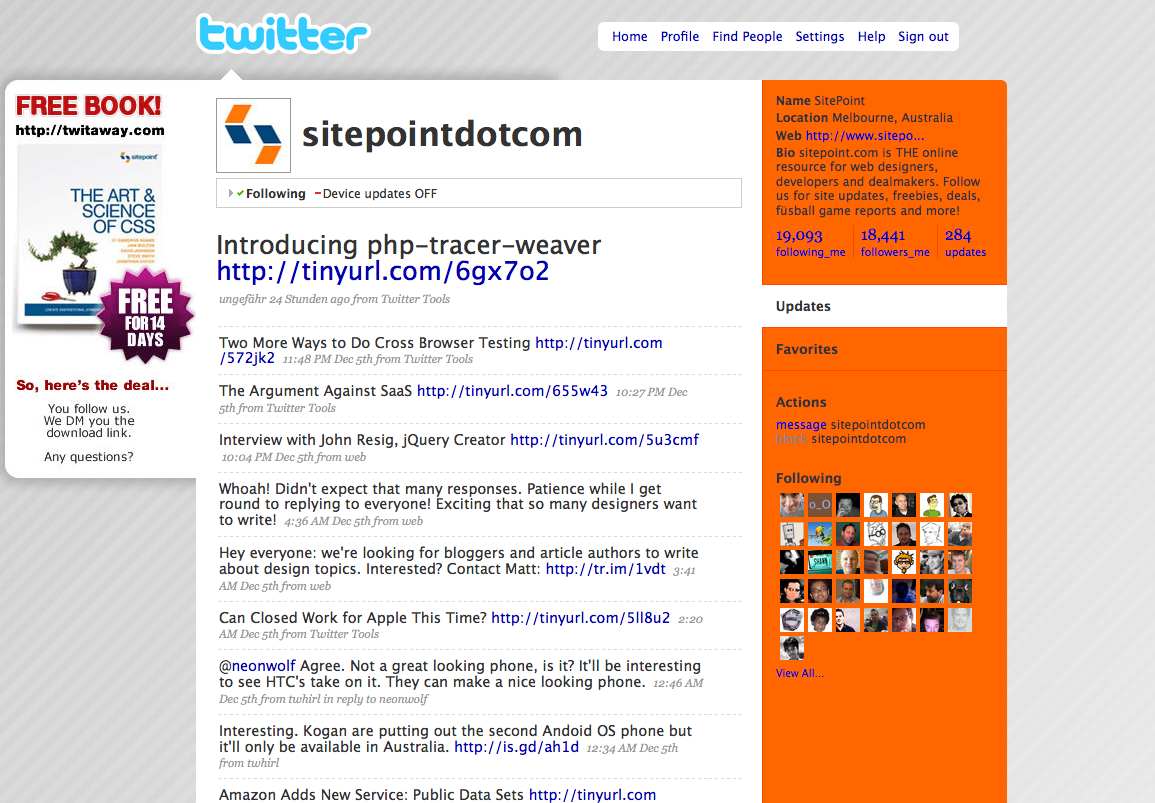 twitter
Home Profile Find People Settings Help Sign out
FREE BOOK!
http://twitaway.com
sitepoint
THE ART &
SCIENCE
OF CSS
FREE
FOR 14
DAYS
So, here's the deal...
You follow us.
We DM you the
download link.
Any questions?
sitepointdotcom
Following Device updates OFF
Introducing php-tracer-weaver
http://tinyurl.com/6gx7o2
ungefähr 24 Stunden ago from Twitter Tools
Two More Ways to Do Cross Browser Testing http://tinyurl.com
/572jk2 11:48 PM Dec 5th from Twitter Tools
The Argument Against SaaS http://tinyurl.com/655w43 10:27 PM Dec
5th from Twitter Tools
Interview with John Resig, jQuery Creator http://tinyurl.com/5u3cmf
10:04 PM Dec 5th from web
Whoah! Didn't expect that many responses. Patience while I get
round to replying to everyone! Exciting that so many designers want
to write! 4:36 AM Dec 5th from web
Hey everyone: we're looking for bloggers and article authors to write
about design topics. Interested? Contact Matt: http://tr.im/1vdt 3:41
AM Dec 5th from web
Can Closed Work for Apple This Time? http://tinyurl.com/5ll8u2 2:20
AM Dec 5th from Twitter Tools
@neonwolf Agree. Not a great looking phone, is it? It'll be interesting
to see HTC's take on it. They can make a nice looking phone. 12:46 AM
Dec 5th from twhirl in reply to neonwolf
Interesting. Kogan are putting out the second Andoid OS phone but
it'll only be available in Australia. http://is.gd/ah1d 12:34 AM Dec 5th
from twhirl
Amazon Adds New Service: Public Data Sets http://tinyurl.com
Name SitePoint
Location Melbourne, Australia
Web http://www.sitepo...
Bio sitepoint.com is THE online
resource for web designers,
developers and dealmakers. Follow
us for site updates, freebies, deals,
füsball game reports and more!
19,093 18,441 284
following_me followers_me updates
Updates
Favorites
Actions
message sitepointdotcom
block sitepointdotcom
Following
o_O
View All...